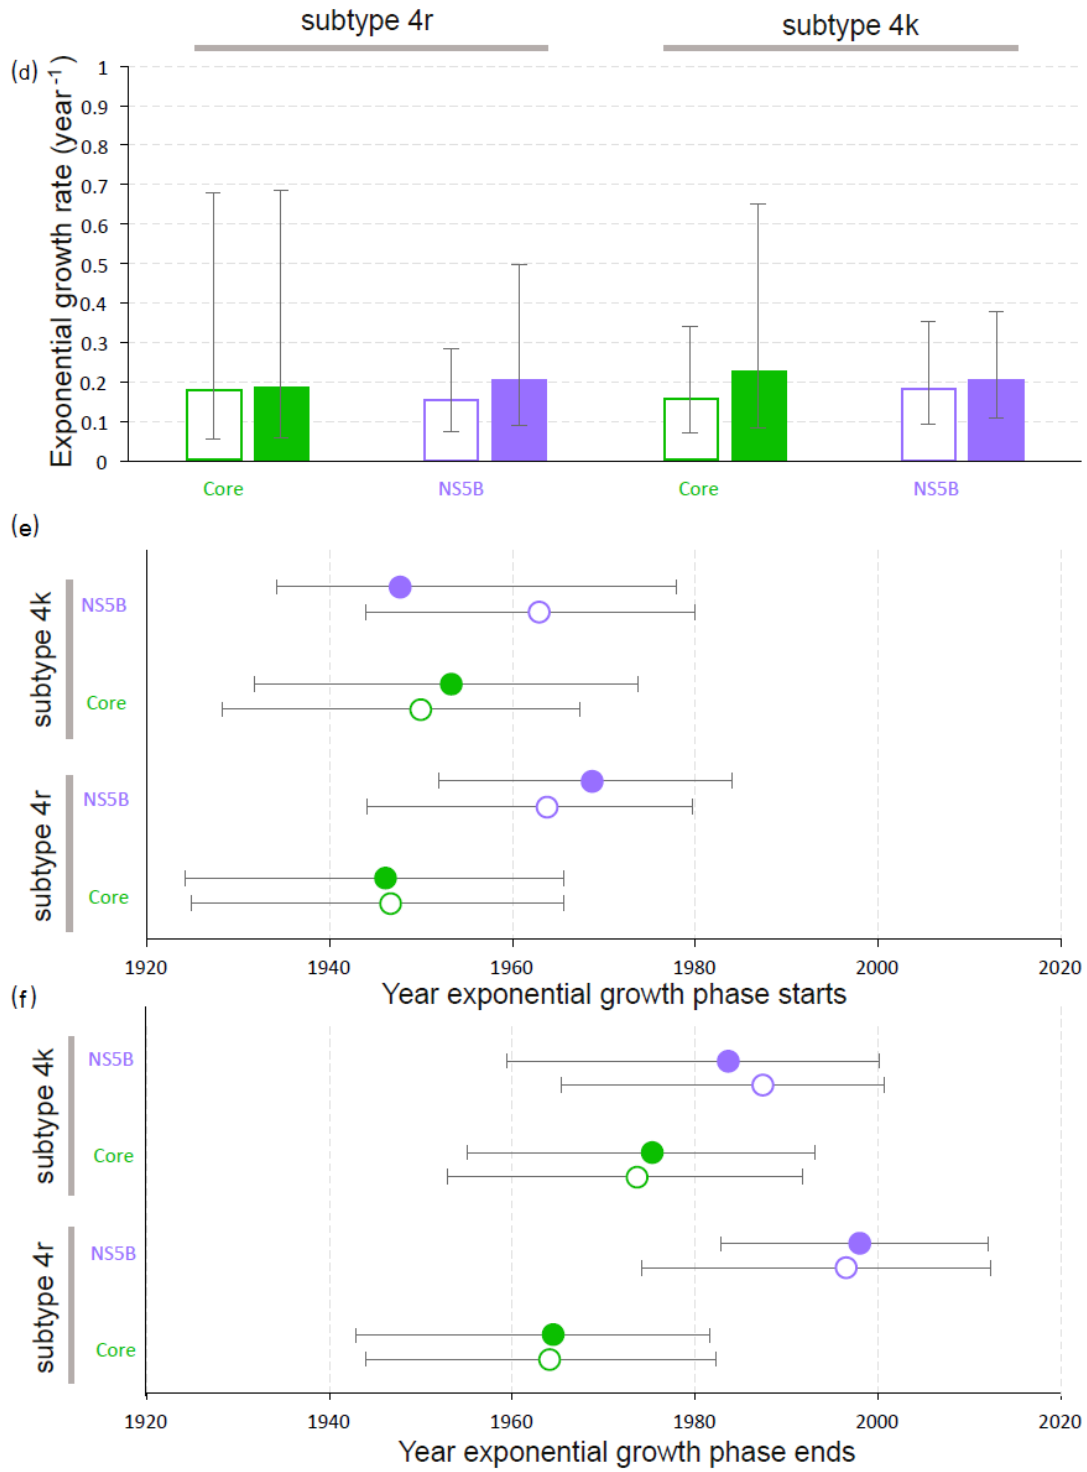 subtype 4r
subtype 4k
(d)
Exponential growth rate (year⁻¹)
1
0.9
0.8
0.7
0.6
0.5
0.4
0.3
0.2
0.1
0
Core
NS5B
Core
NS5B
(e)
subtype 4k
NS5B
Core
subtype 4r
NS5B
Core
1920 1940 1960 1980 2000 2020
Year exponential growth phase starts
(f)
subtype 4k
NS5B
Core
subtype 4r
NS5B
Core
1920 1940 1960 1980 2000 2020
Year exponential growth phase ends